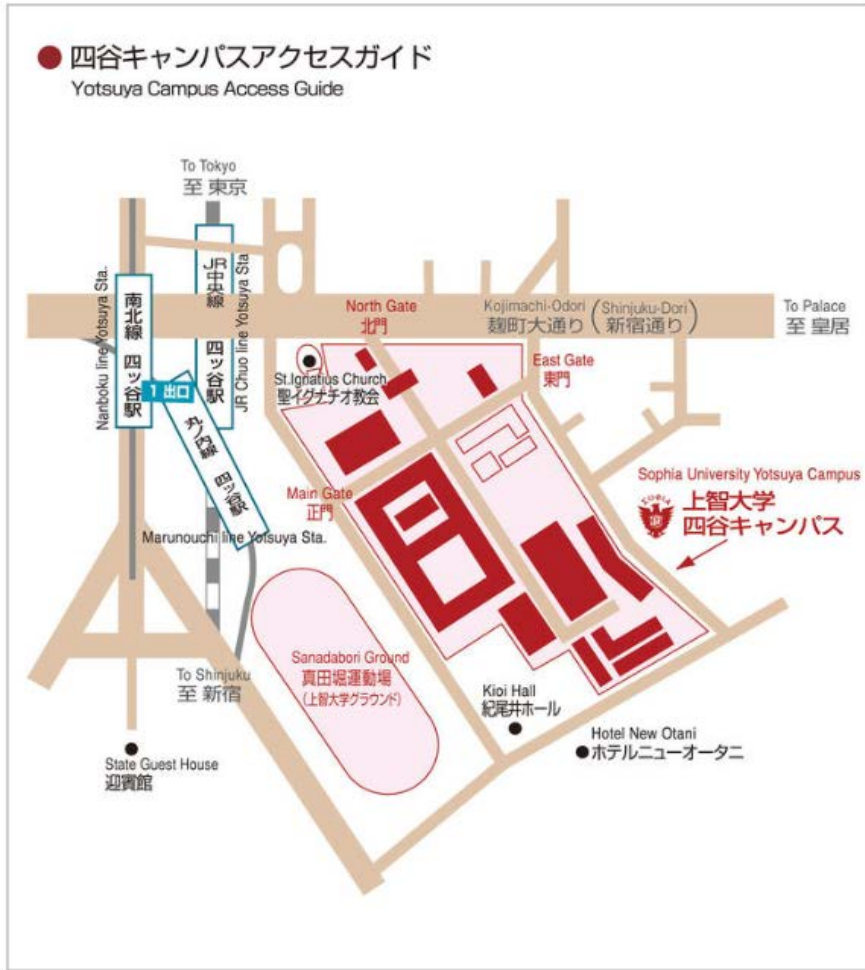 四谷キャンパスアクセスガイド
Yotsuya Campus Access Guide
To Tokyo
至 東京
Nanboku line Yotsuya Sta.
南北線 四ッ谷駅
JR中央線 四ッ谷駅
JR Chuo line Yotsuya Sta.
North Gate
北門
Kojimachi-Odori (Shinjuku-Dori)
麹町大通り(新宿通り)
To Palace
至 皇居
1 出口
St.Ignatius Church
聖イグナチオ教会
East Gate
東門
丸ノ内線 四ッ谷駅
Marunouchi line Yotsuya Sta.
Main Gate
正門
Sophia University Yotsuya Campus
上智大学
四谷キャンパス
To Shinjuku
至 新宿
Sanadabori Ground
真田堀運動場
(上智大学グラウンド)
Kioi Hall
紀尾井ホール
State Guest House
迎賓館
Hotel New Otani
ホテルニューオータニ